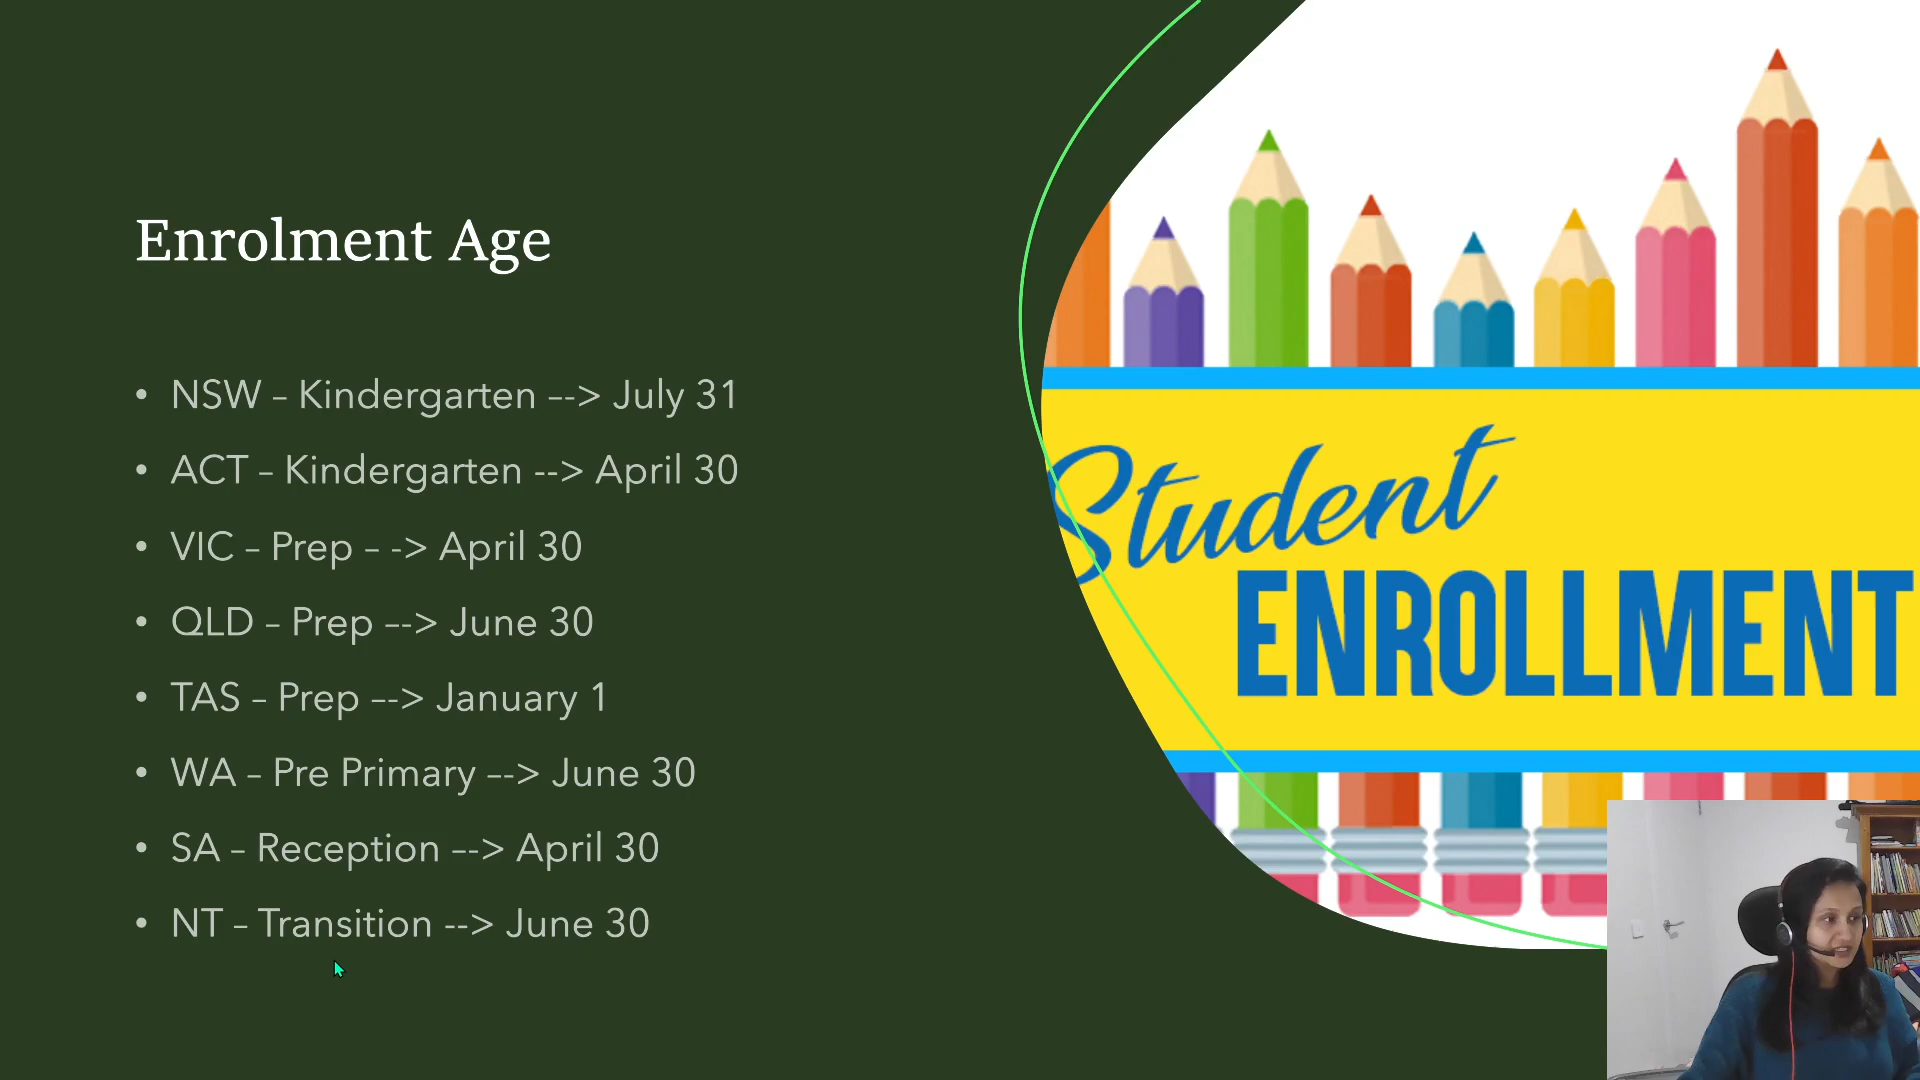 Enrolment Age
• NSW – Kindergarten --> July 31
• ACT – Kindergarten --> April 30
• VIC – Prep – -> April 30
• QLD – Prep --> June 30
• TAS – Prep --> January 1
• WA – Pre Primary --> June 30
• SA – Reception --> April 30
• NT – Transition --> June 30
Student
ENROLLMENT